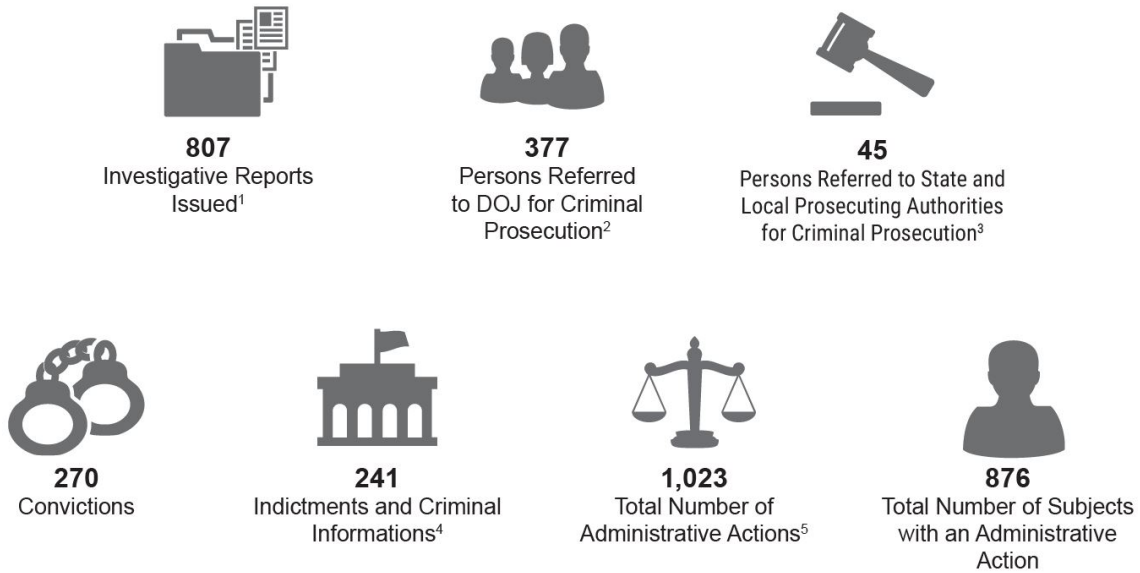 807
Investigative Reports
Issued¹
377
Persons Referred
to DOJ for Criminal
Prosecution²
45
Persons Referred to State and
Local Prosecuting Authorities
for Criminal Prosecution³
270
Convictions
241
Indictments and Criminal
Informations⁴
1,023
Total Number of
Administrative Actions⁵
876
Total Number of Subjects
with an Administrative
Action